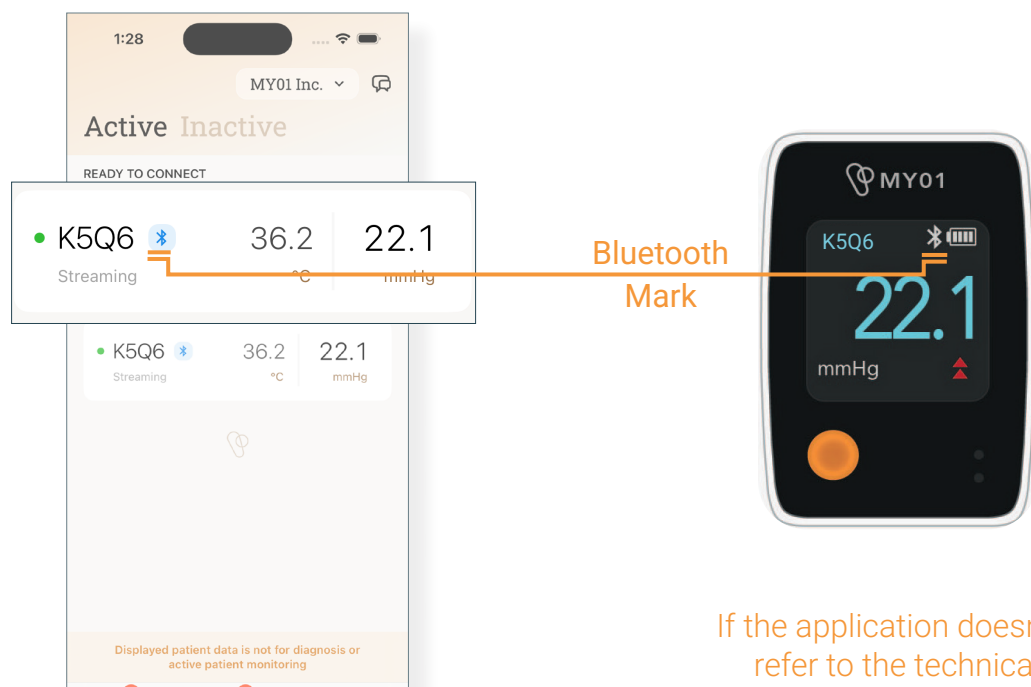 1:28
MY01 Inc.
Active Inactive
READY TO CONNECT
K5Q6 36.2 22.1
Streaming °C mmHg
K5Q6 36.2 22.1
Streaming °C mmHg
Displayed patient data is not for diagnosis or
active patient monitoring
Bluetooth
Mark
MY01
K5Q6
22.1
mmHg
If the application
refer to the